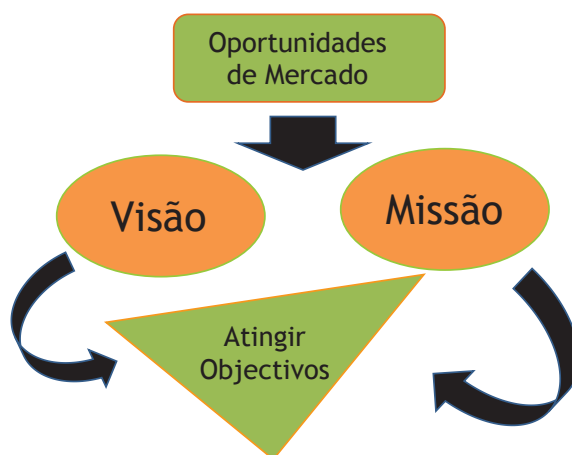 Oportunidades
de Mercado
Visão
Missão
Atingir
Objectivos